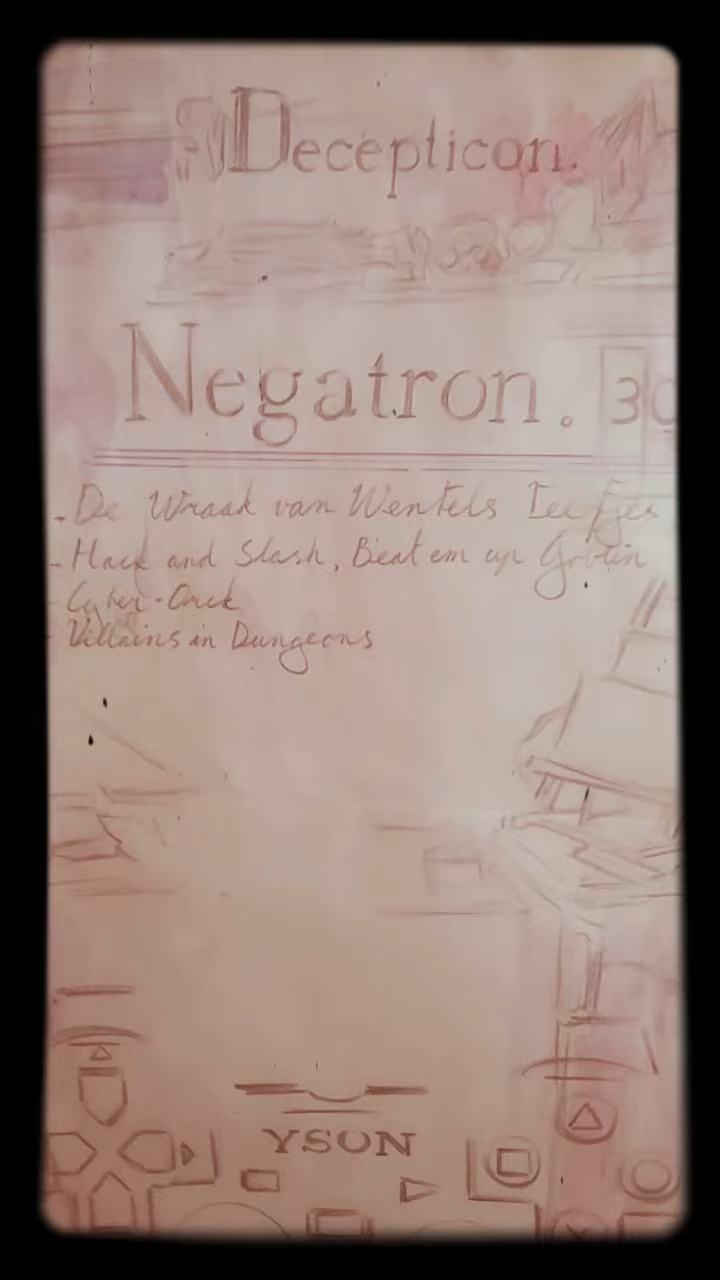 Decepticon.
Negatron. 30
- De Wraak van Wentels Teefjes
- Hack and Slash, Beat em up
Cyber-Orck
Villains in Dungeons
YSON